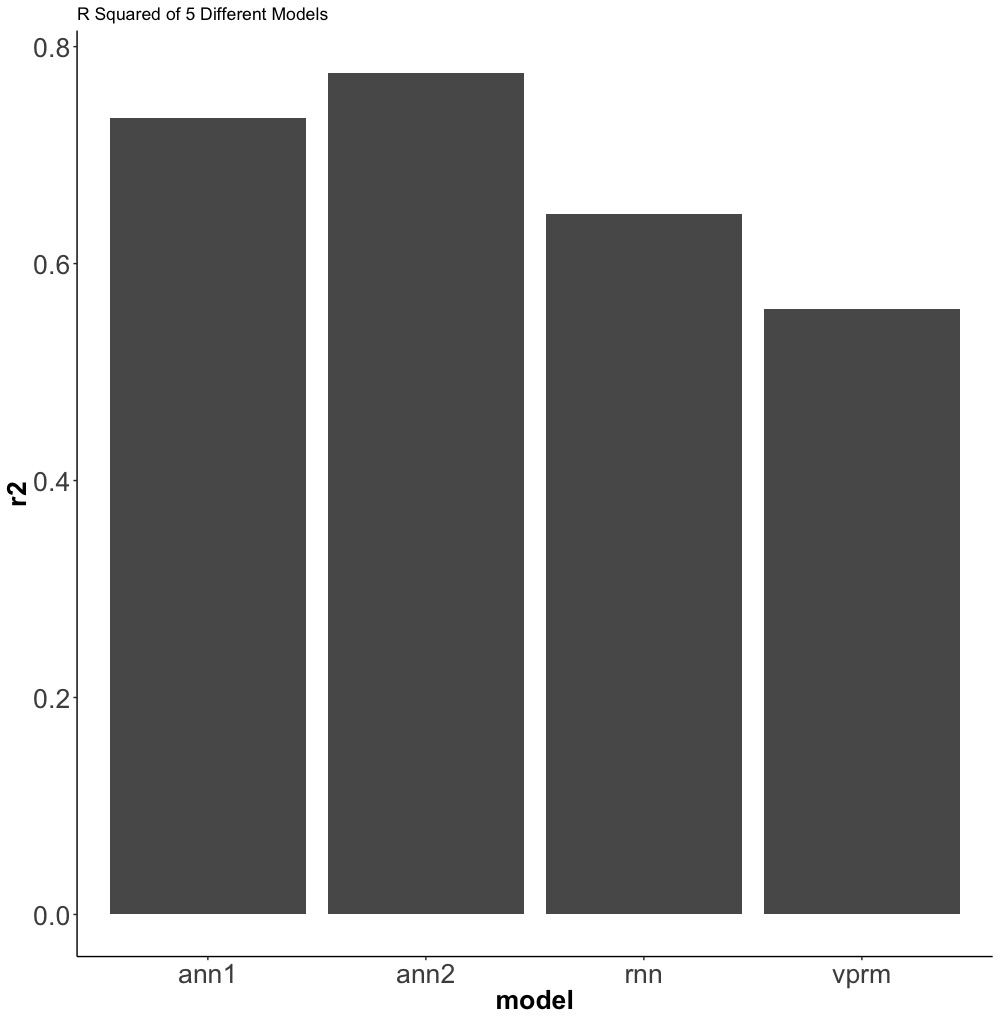 R Squared of 5 Different Models
0.8
0.6
0.4
0.2
0.0
r2
ann1 ann2 rnn vprm
model